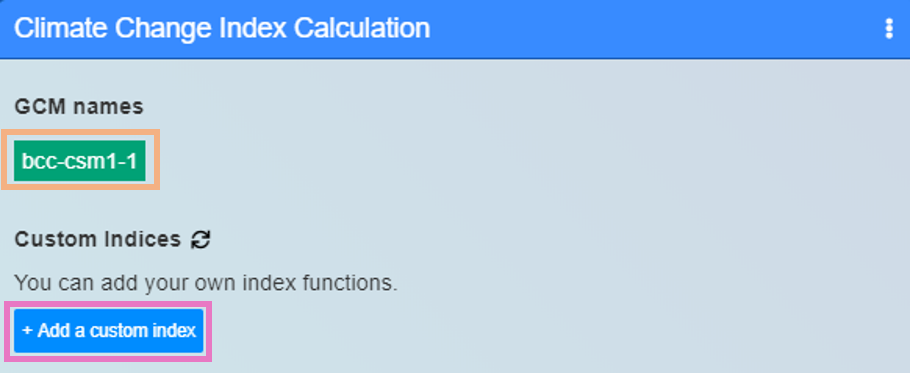 Climate Change Index Calculation
GCM names
bcc-csm1-1
Custom Indices
You can add your own index functions.
+ Add a custom index